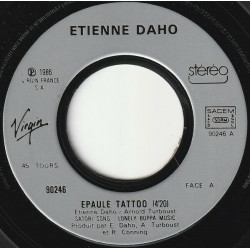 ETIENNE DAHO
℗ 1986
VIRGIN FRANCE
S.A.
stéréo
SACEM
90246 A
Virgin
45 TOURS
90246
FACE A
EPAULE TATTOO (4'20)
Etienne Daho - Arnold Turboust
SATORI SONG - LONELY BOPPA MUSIC
Produit par E. Daho, A. Turboust
et R. Conning